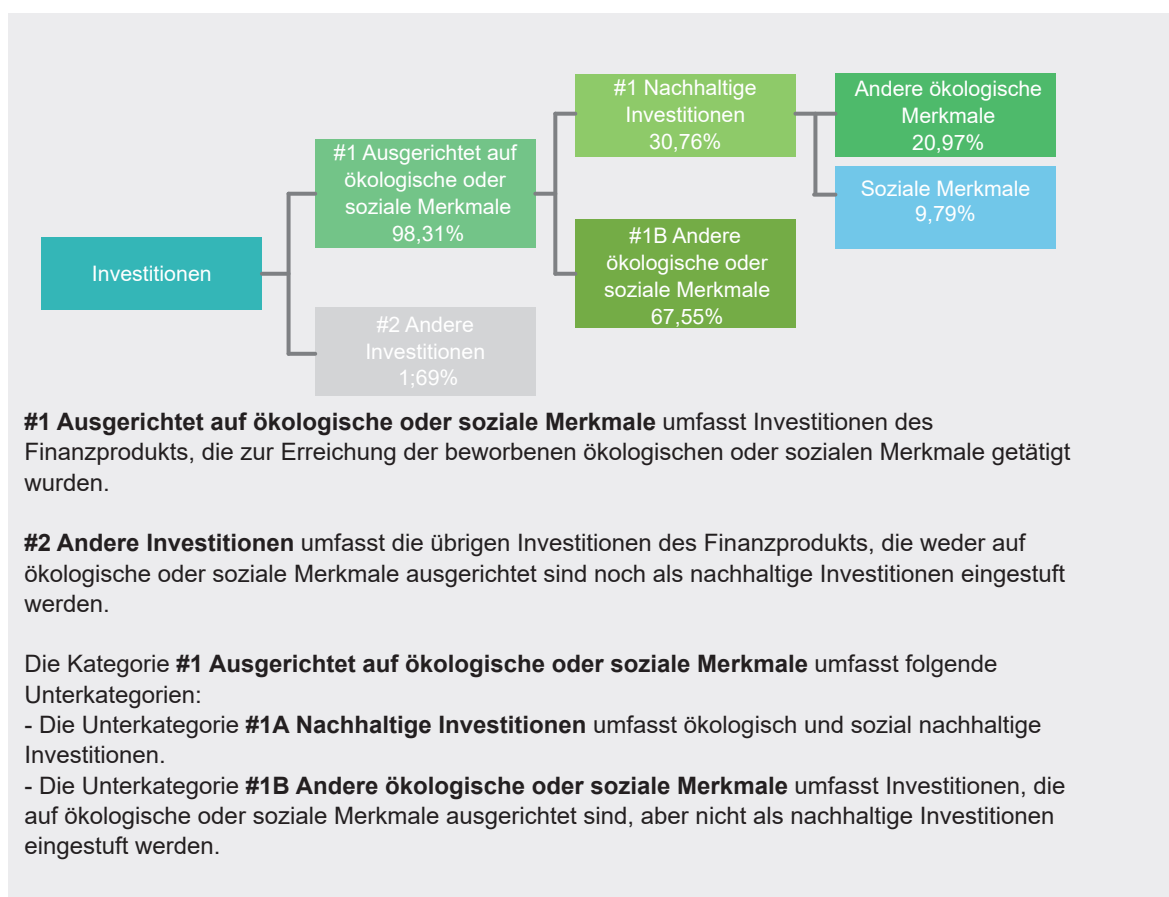 #1 Nachhaltige
Investitionen
30,76%
Andere ökologische
Merkmale
20,97%
#1 Ausgerichtet auf
ökologische oder
soziale Merkmale
98,31%
Soziale Merkmale
9,79%
#1B Andere
ökologische oder
soziale Merkmale
67,55%
Investitionen
#2 Andere
Investitionen
1;69%
#1 Ausgerichtet auf ökologische oder soziale Merkmale umfasst Investitionen des
Finanzprodukts, die zur Erreichung der beworbenen ökologischen oder sozialen Merkmale getätigt
wurden.
#2 Andere Investitionen umfasst die übrigen Investitionen des Finanzprodukts, die weder auf
ökologische oder soziale Merkmale ausgerichtet sind noch als nachhaltige Investitionen eingestuft
werden.
Die Kategorie #1 Ausgerichtet auf ökologische oder soziale Merkmale umfasst folgende
Unterkategorien:
- Die Unterkategorie #1A Nachhaltige Investitionen umfasst ökologisch und sozial nachhaltige
Investitionen.
- Die Unterkategorie #1B Andere ökologische oder soziale Merkmale umfasst Investitionen, die
auf ökologische oder soziale Merkmale ausgerichtet sind, aber nicht als nachhaltige Investitionen
eingestuft werden.